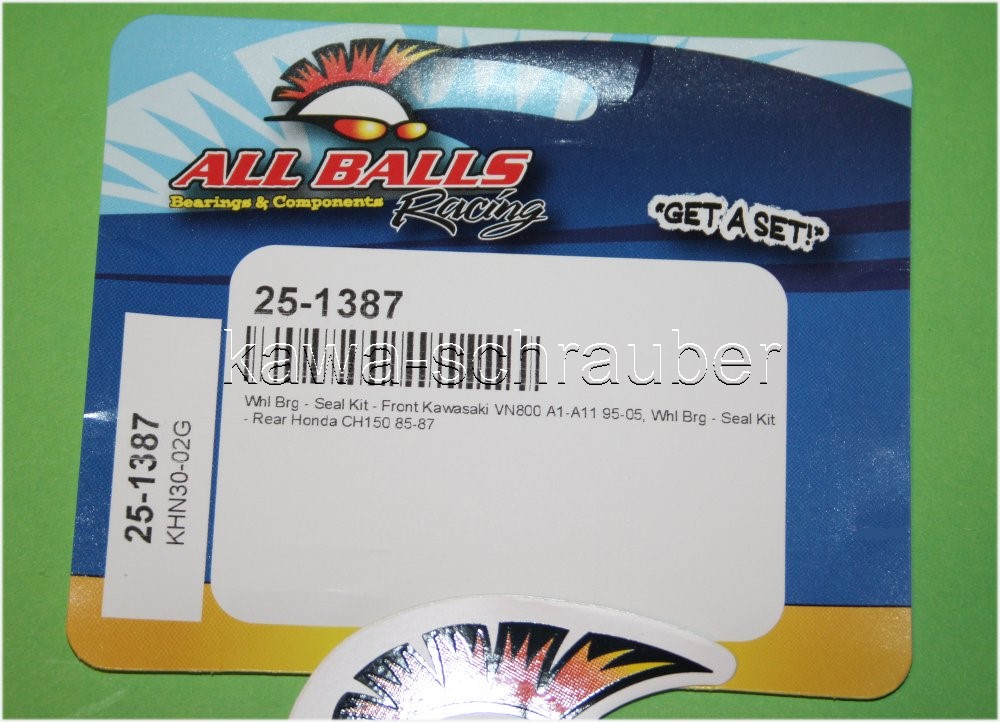 ALL BALLS
Bearings & Components
Racing
"GET A SET!"
25-1387
kawa-schrauber
Whl Brg - Seal Kit - Front Kawasaki VN800 A1-A11 95-05, Whl Brg - Seal Kit
- Rear Honda CH150 85-87
25-1387
KHN30-02G